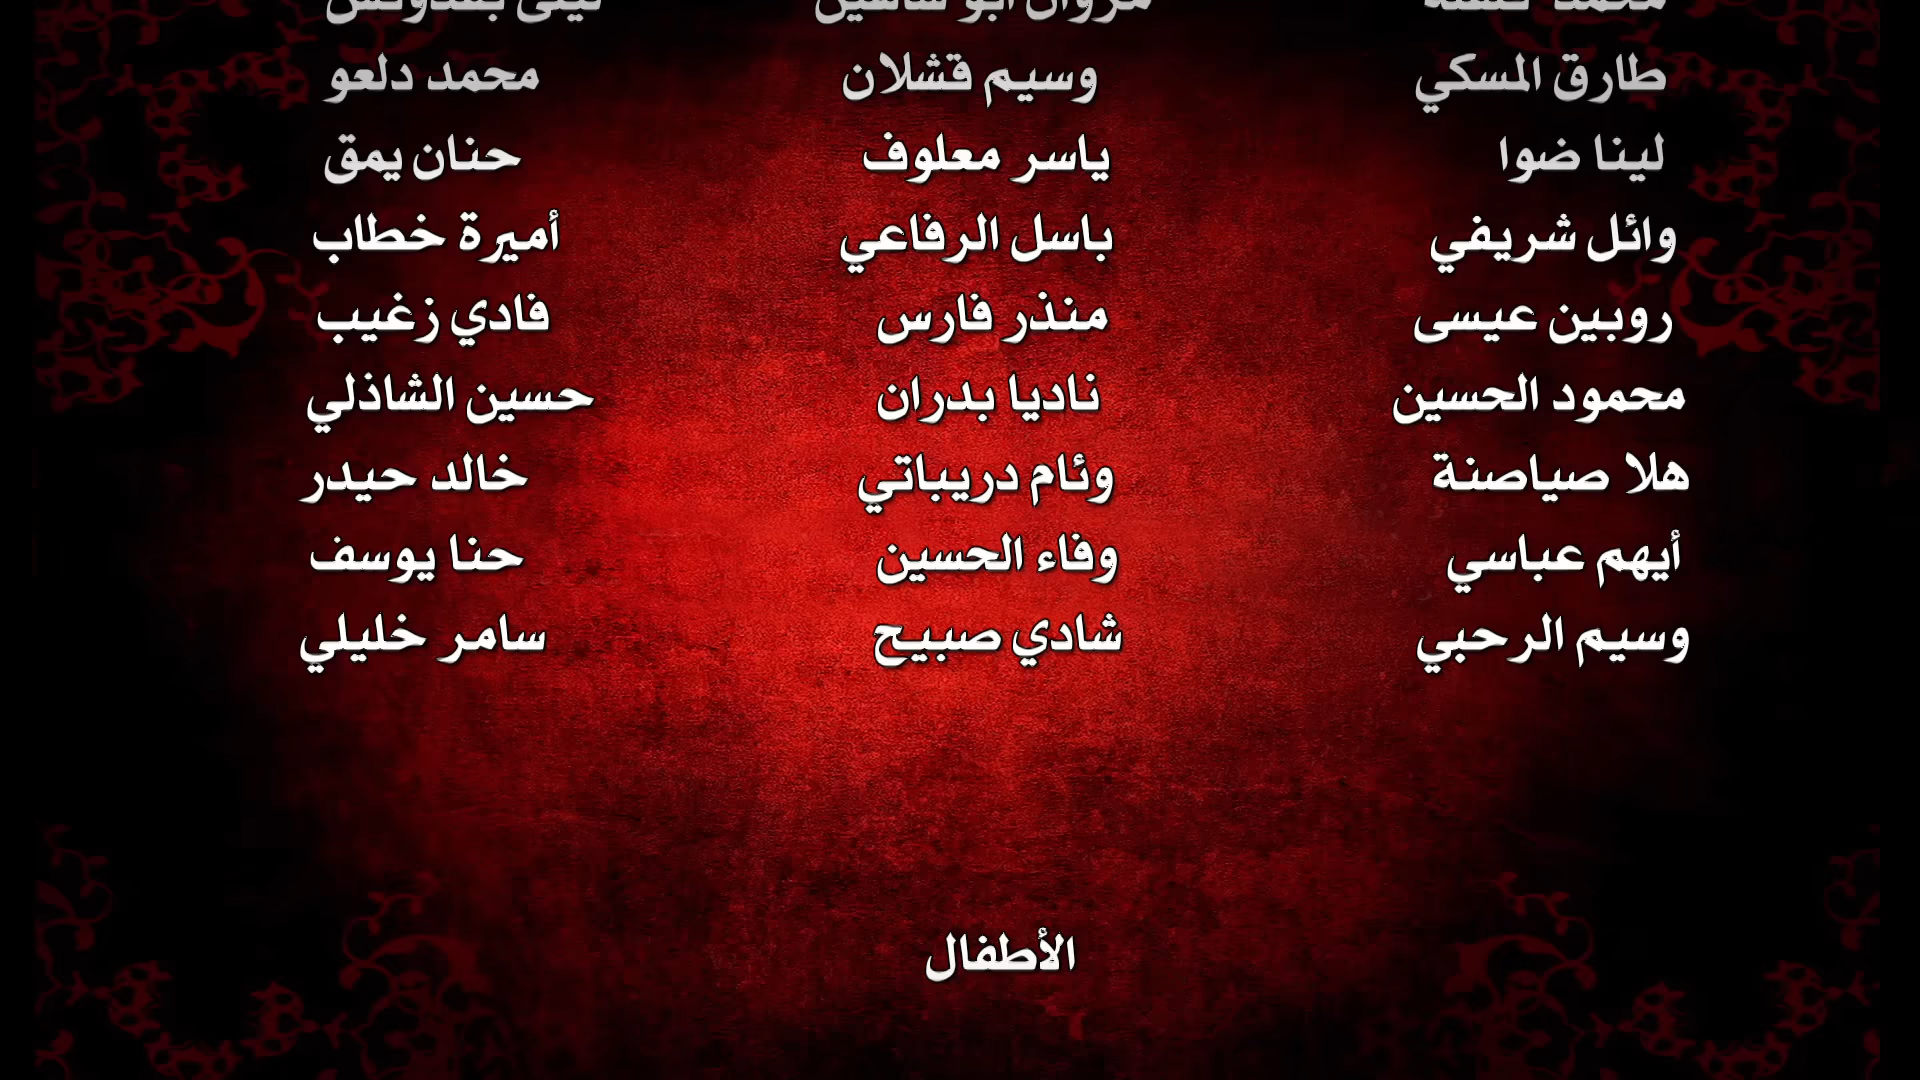 طارق المسكي وسيم قشلان محمد دلعو
لينا ضوا ياسر معلوف حنان يمق
وائل شريفي باسل الرفاعي أميرة خطاب
روبين عيسى منذر فارس فادي زغيب
محمود الحسين ناديا بدران حسين الشاذلي
هلا صياصنة وئام دريباتي خالد حيدر
أيهم عباسي وفاء الحسين حنا يوسف
وسيم الرحبي شادي صبيح سامر خليلي
الأطفال